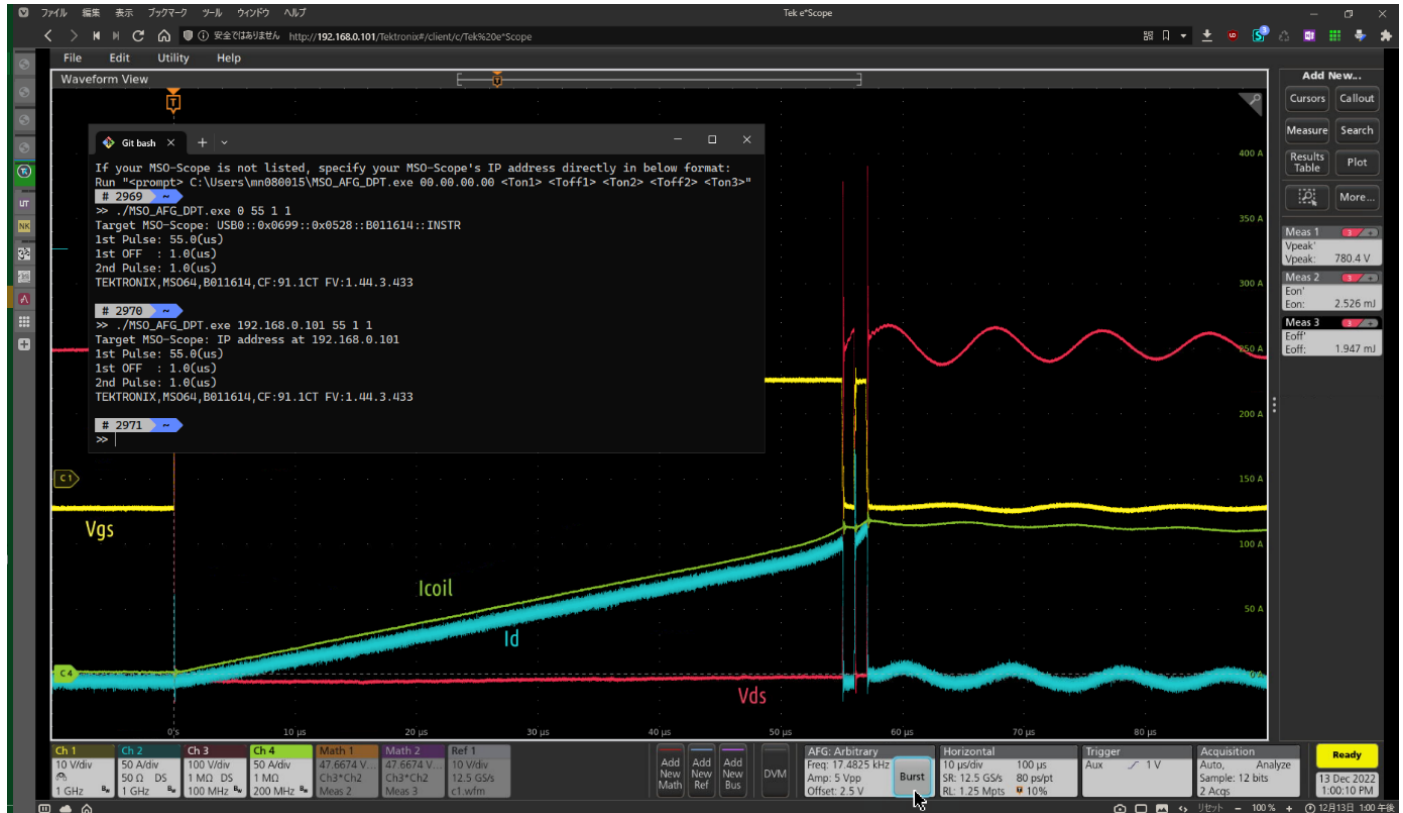 ファイル 編集 表示 ブックマーク ツール ウィンドウ ヘルプ
Tek e*Scope
安全ではありません http://192.168.0.101/Tektronix#/client/c/Tek%20e*Scope
File Edit Utility Help
Waveform View
T
Git bash
If your MSO-Scope is not listed, specify your MSO-Scope's IP address directly in below format:
Run "<prompt> C:\Users\mn080015\MSO_AFG_DPT.exe 00.00.00.00 <Ton1> <Toff1> <Ton2> <Toff2> <Ton3>"
# 2969 ~
>> ./MSO_AFG_DPT.exe 0 55 1 1
Target MSO-Scope: USB0::0x0699::0x0528::B011614::INSTR
1st Pulse: 55.0(us)
1st OFF : 1.0(us)
2nd Pulse: 1.0(us)
TEKTRONIX,MSO64,B011614,CF:91.1CT FV:1.44.3.433
# 2970 ~
>> ./MSO_AFG_DPT.exe 192.168.0.101 55 1 1
Target MSO-Scope: IP address at 192.168.0.101
1st Pulse: 55.0(us)
1st OFF : 1.0(us)
2nd Pulse: 1.0(us)
TEKTRONIX,MSO64,B011614,CF:91.1CT FV:1.44.3.433
# 2971 ~
>>
400 A
350 A
300 A
250 A
200 A
150 A
100 A
50 A
0 A
C1
Vgs
Icoil
Id
C4
Vds
0 s 10 µs 20 µs 30 µs 40 µs 50 µs 60 µs 70 µs 80 µs
Add New...
Cursors Callout
Measure Search
Results Table Plot
More...
Meas 1
Vpeak'
Vpeak: 780.4 V
Meas 2
Eon'
Eon: 2.526 mJ
Meas 3
Eoff'
Eoff: 1.947 mJ
Ch 1
10 V/div
1 GHz
Ch 2
50 A/div
50 Ω DS
1 GHz
Ch 3
100 V/div
1 MΩ DS
100 MHz
Ch 4
50 A/div
1 MΩ
200 MHz
Math 1
47.6674 V...
Ch3*Ch2
Meas 2
Math 2
47.6674 V...
Ch3*Ch2
Meas 3
Ref 1
10 V/div
12.5 GS/s
c1.wfm
Add New Math
Add New Ref
Add New Bus
DVM
AFG: Arbitrary
Freq: 17.4825 kHz
Amp: 5 Vpp
Offset: 2.5 V
Burst
Horizontal
10 µs/div 100 µs
SR: 12.5 GS/s 80 ps/pt
RL: 1.25 Mpts 10%
Trigger
Aux 1 V
Acquisition
Auto, Analyze
Sample: 12 bits
2 Acqs
Ready
13 Dec 2022
1:00:10 PM
リセット 100 %
12月13日 1:00 午後